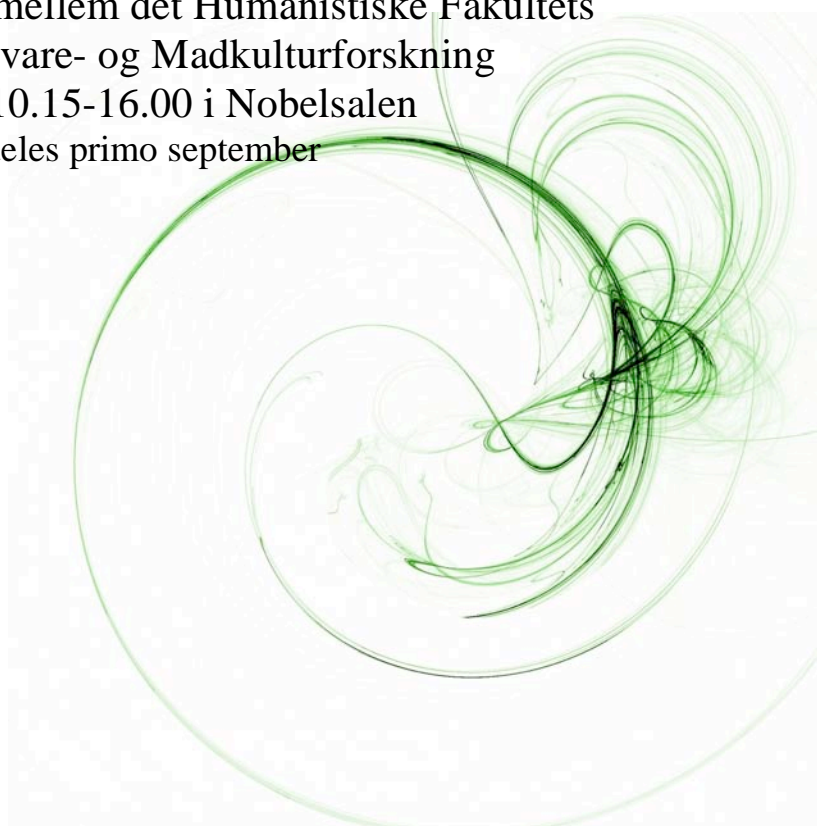 mellem det Humanistiske Fakultets
vare- og Madkulturforskning
10.15-16.00 i Nobelsalen
eles primo september